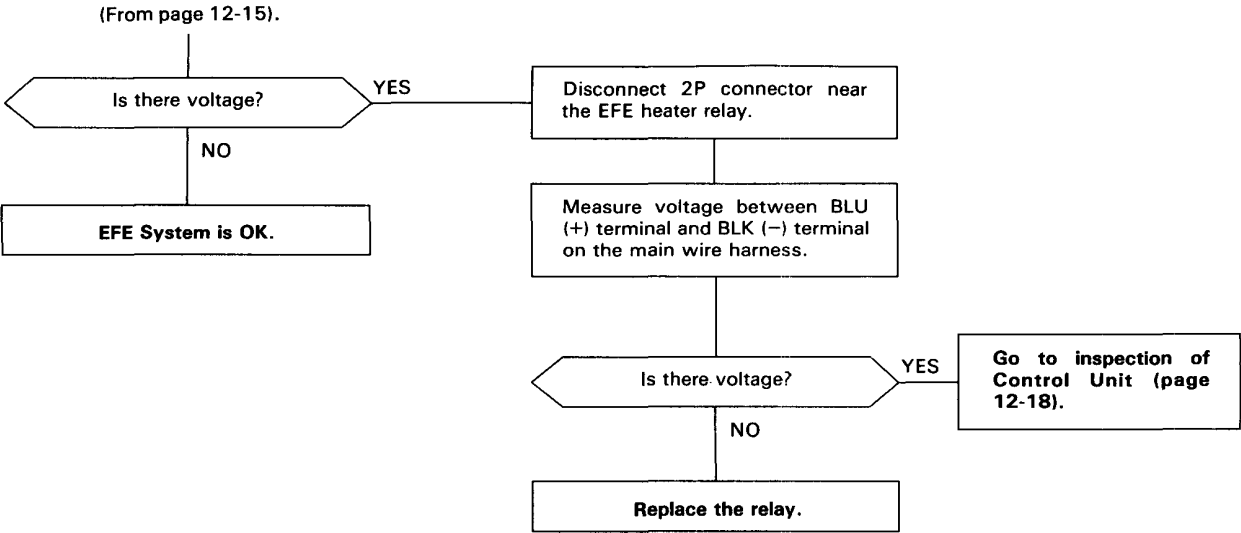 (From page 12-15).
Is there voltage?
YES
NO
EFE System is OK.
Disconnect 2P connector near
the EFE heater relay.
Measure voltage between BLU
(+) terminal and BLK (−) terminal
on the main wire harness.
Is there voltage?
YES
NO
Go to inspection of
Control Unit (page
12-18).
Replace the relay.